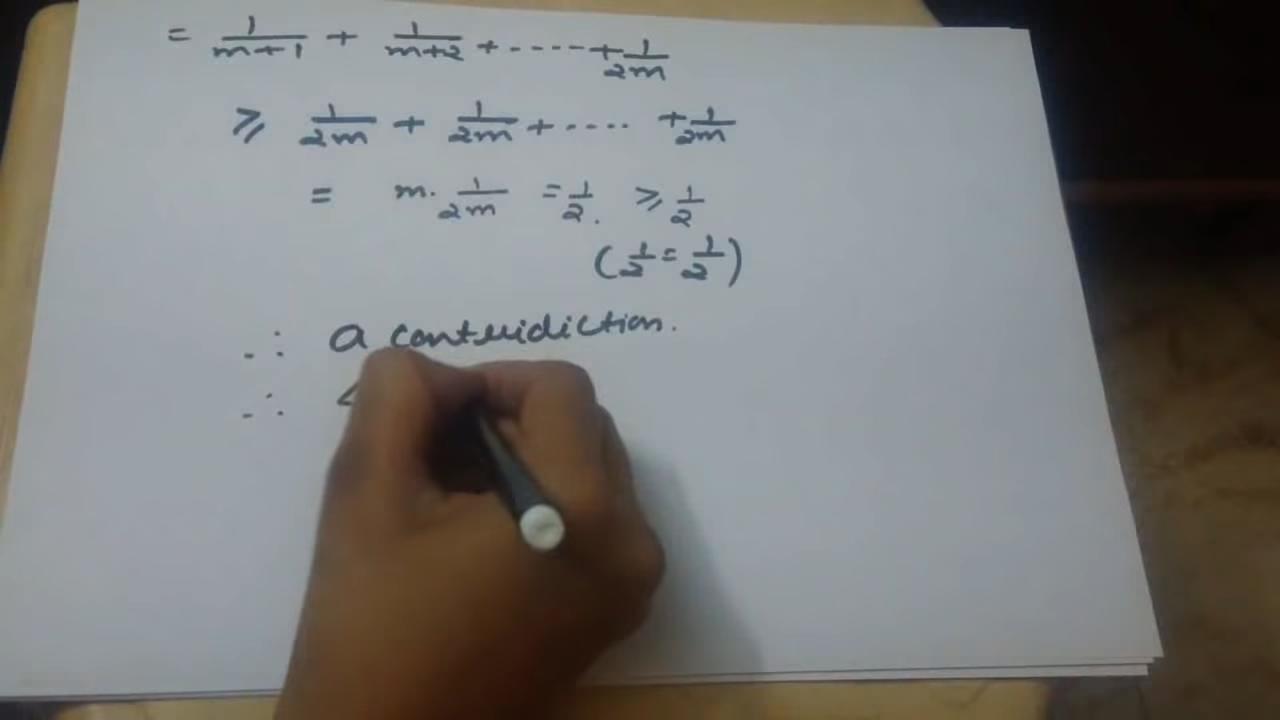 = 1/(m+1) + 1/(m+2) + ..... + 1/2m
≥ 1/2m + 1/2m + .... + 1/2m
= m. 1/2m = 1/2. ≥ 1/2
(1/2 = 1/2)
∴ a contridiction.
∴ <